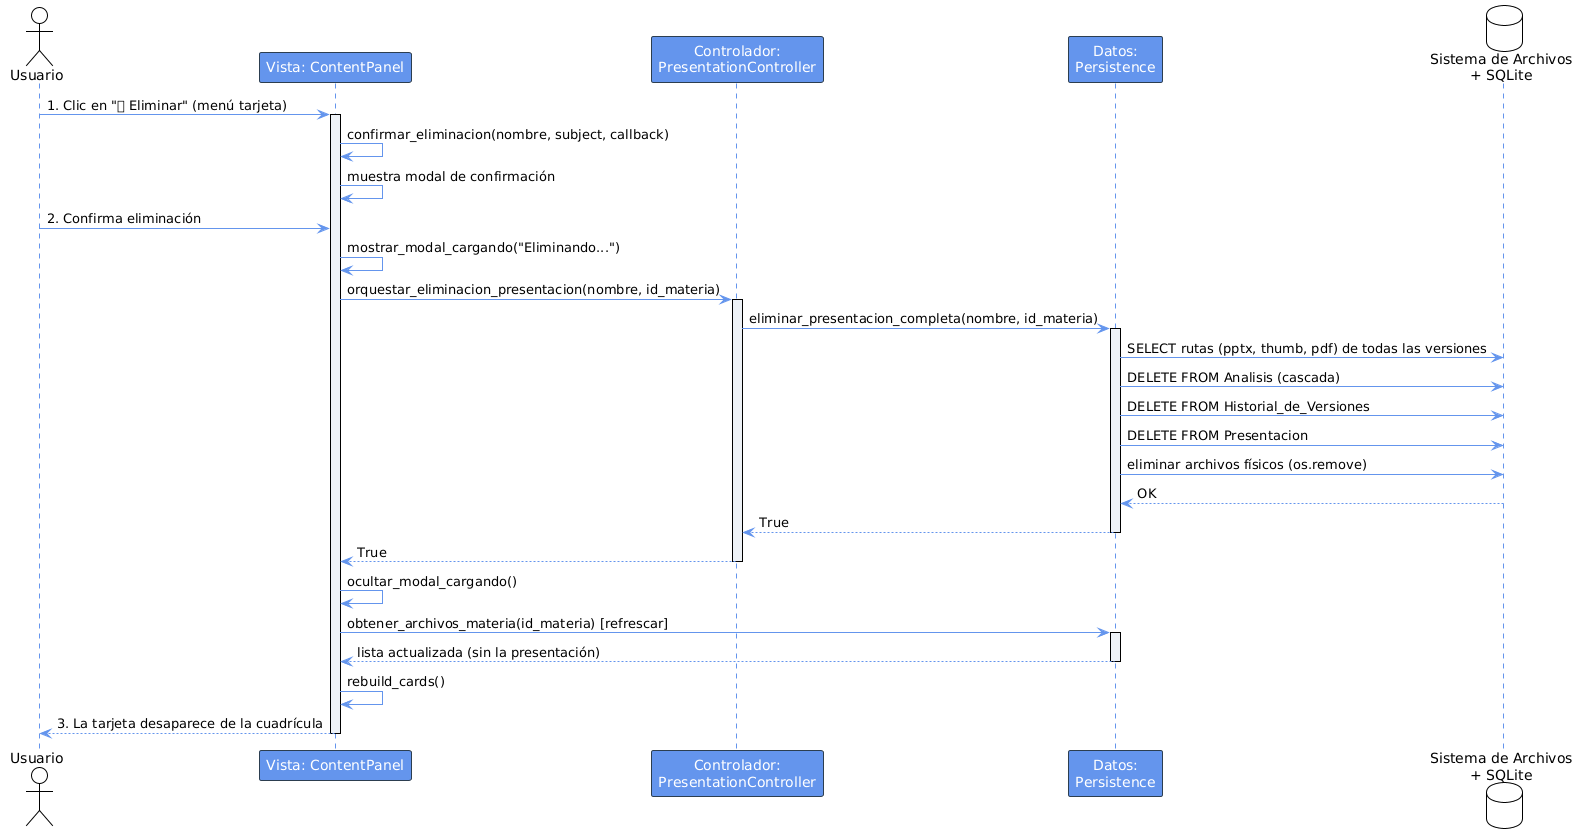 Usuario
Vista: ContentPanel
Controlador:
PresentationController
Datos:
Persistence
Sistema de Archivos
+ SQLite
1. Clic en "▯ Eliminar" (menú tarjeta)
confirmar_eliminacion(nombre, subject, callback)
muestra modal de confirmación
2. Confirma eliminación
mostrar_modal_cargando("Eliminando...")
orquestar_eliminacion_presentacion(nombre, id_materia)
eliminar_presentacion_completa(nombre, id_materia)
SELECT rutas (pptx, thumb, pdf) de todas las versiones
DELETE FROM Analisis (cascada)
DELETE FROM Historial_de_Versiones
DELETE FROM Presentacion
eliminar archivos físicos (os.remove)
OK
True
True
ocultar_modal_cargando()
obtener_archivos_materia(id_materia) [refrescar]
lista actualizada (sin la presentación)
rebuild_cards()
3. La tarjeta desaparece de la cuadrícula
Usuario
Vista: ContentPanel
Controlador:
PresentationController
Datos:
Persistence
Sistema de Archivos
+ SQLite